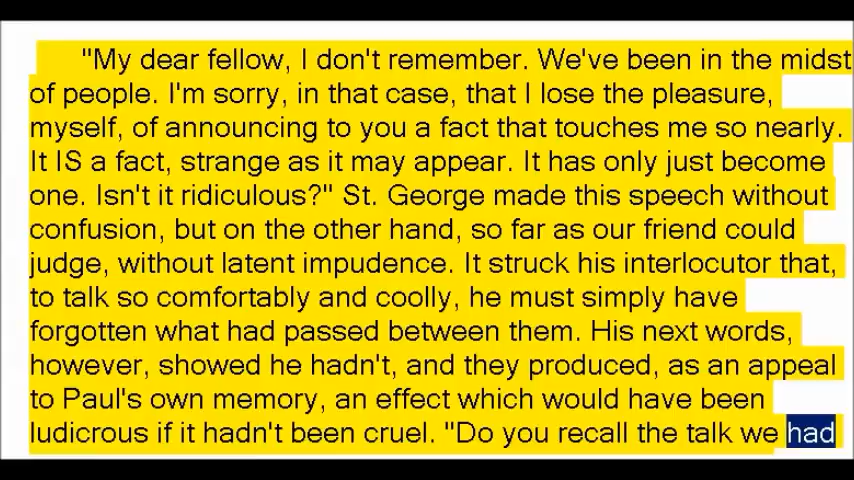 "My dear fellow, I don't remember. We've been in the midst
of people. I'm sorry, in that case, that I lose the pleasure,
myself, of announcing to you a fact that touches me so nearly.
It IS a fact, strange as it may appear. It has only just become
one. Isn't it ridiculous?" St. George made this speech without
confusion, but on the other hand, so far as our friend could
judge, without latent impudence. It struck his interlocutor that,
to talk so comfortably and coolly, he must simply have
forgotten what had passed between them. His next words,
however, showed he hadn't, and they produced, as an appeal
to Paul's own memory, an effect which would have been
ludicrous if it hadn't been cruel. "Do you recall the talk we had